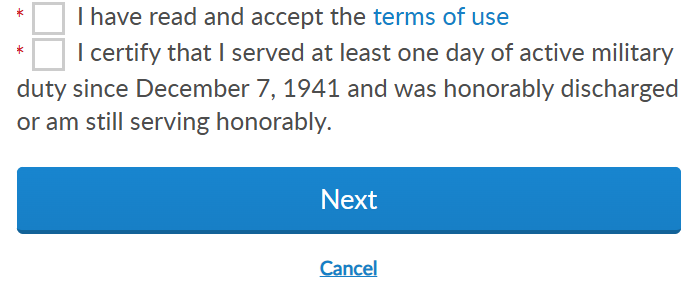 * I have read and accept the terms of use
* I certify that I served at least one day of active military
duty since December 7, 1941 and was honorably discharged
or am still serving honorably.
Next
Cancel